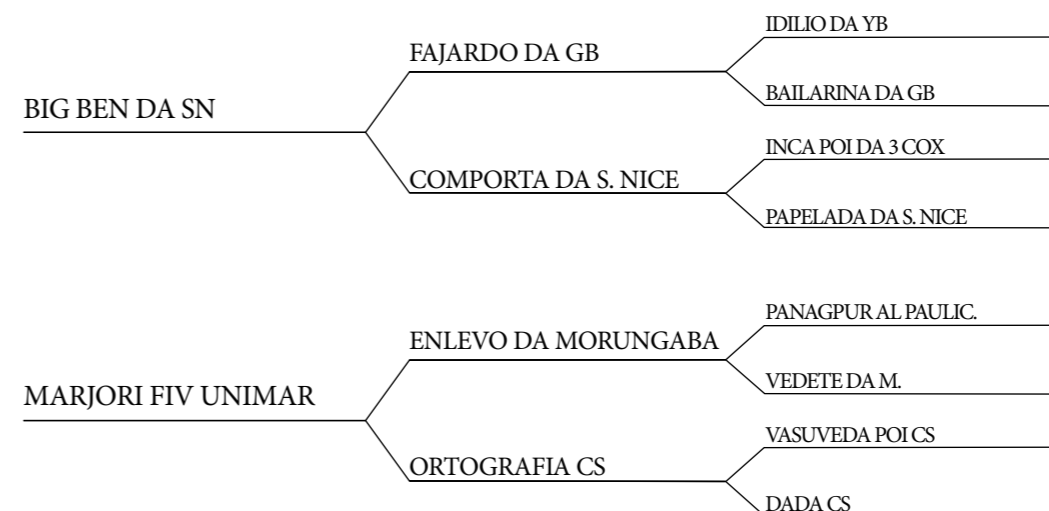 IDILIO DA YB
FAJARDO DA GB
BAILARINA DA GB
BIG BEN DA SN
INCA POI DA 3 COX
COMPORTA DA S. NICE
PAPELADA DA S. NICE
PANAGPUR AL PAULIC.
ENLEVO DA MORUNGABA
VEDETE DA M.
MARJORI FIV UNIMAR
VASUVEDA POI CS
ORTOGRAFIA CS
DADA CS